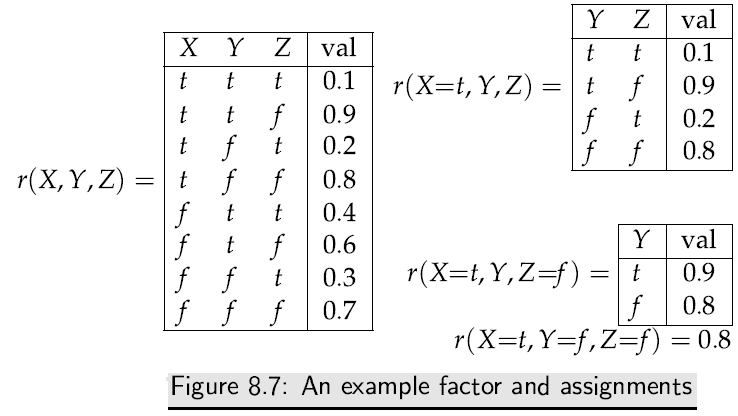 r(X,Y,Z) =
X Y Z val
t t t 0.1
t t f 0.9
t f t 0.2
t f f 0.8
f t t 0.4
f t f 0.6
f f t 0.3
f f f 0.7
r(X=t,Y,Z) =
Y Z val
t t 0.1
t f 0.9
f t 0.2
f f 0.8
r(X=t,Y,Z=f) =
Y val
t 0.9
f 0.8
r(X=t,Y=f,Z=f) = 0.8
Figure 8.7: An example factor and assignments